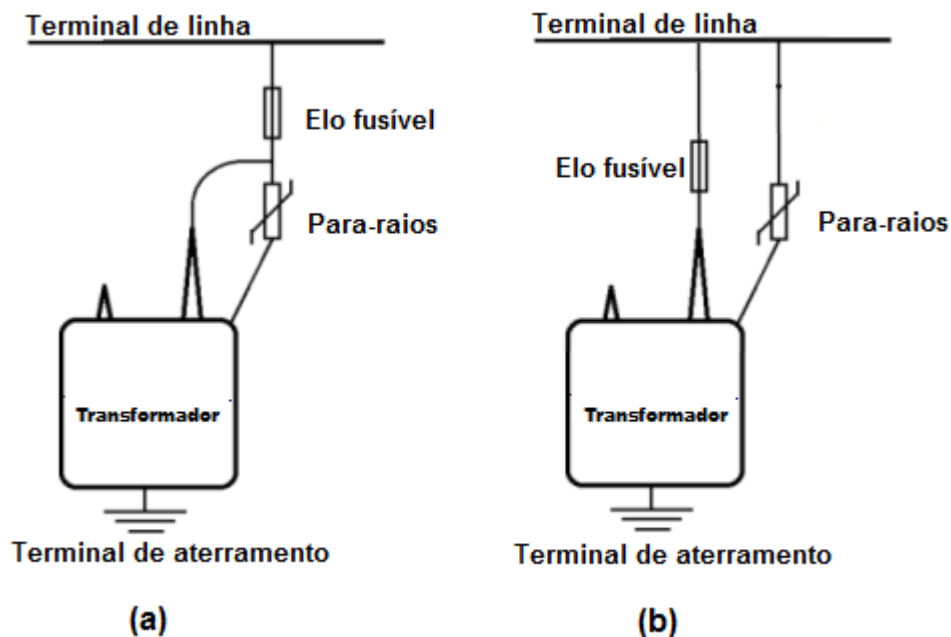 Terminal de linha
Elo fusível
Para-raios
Transformador
Terminal de aterramento
(a)
Terminal de linha
Elo fusível
Para-raios
Transformador
Terminal de aterramento
(b)